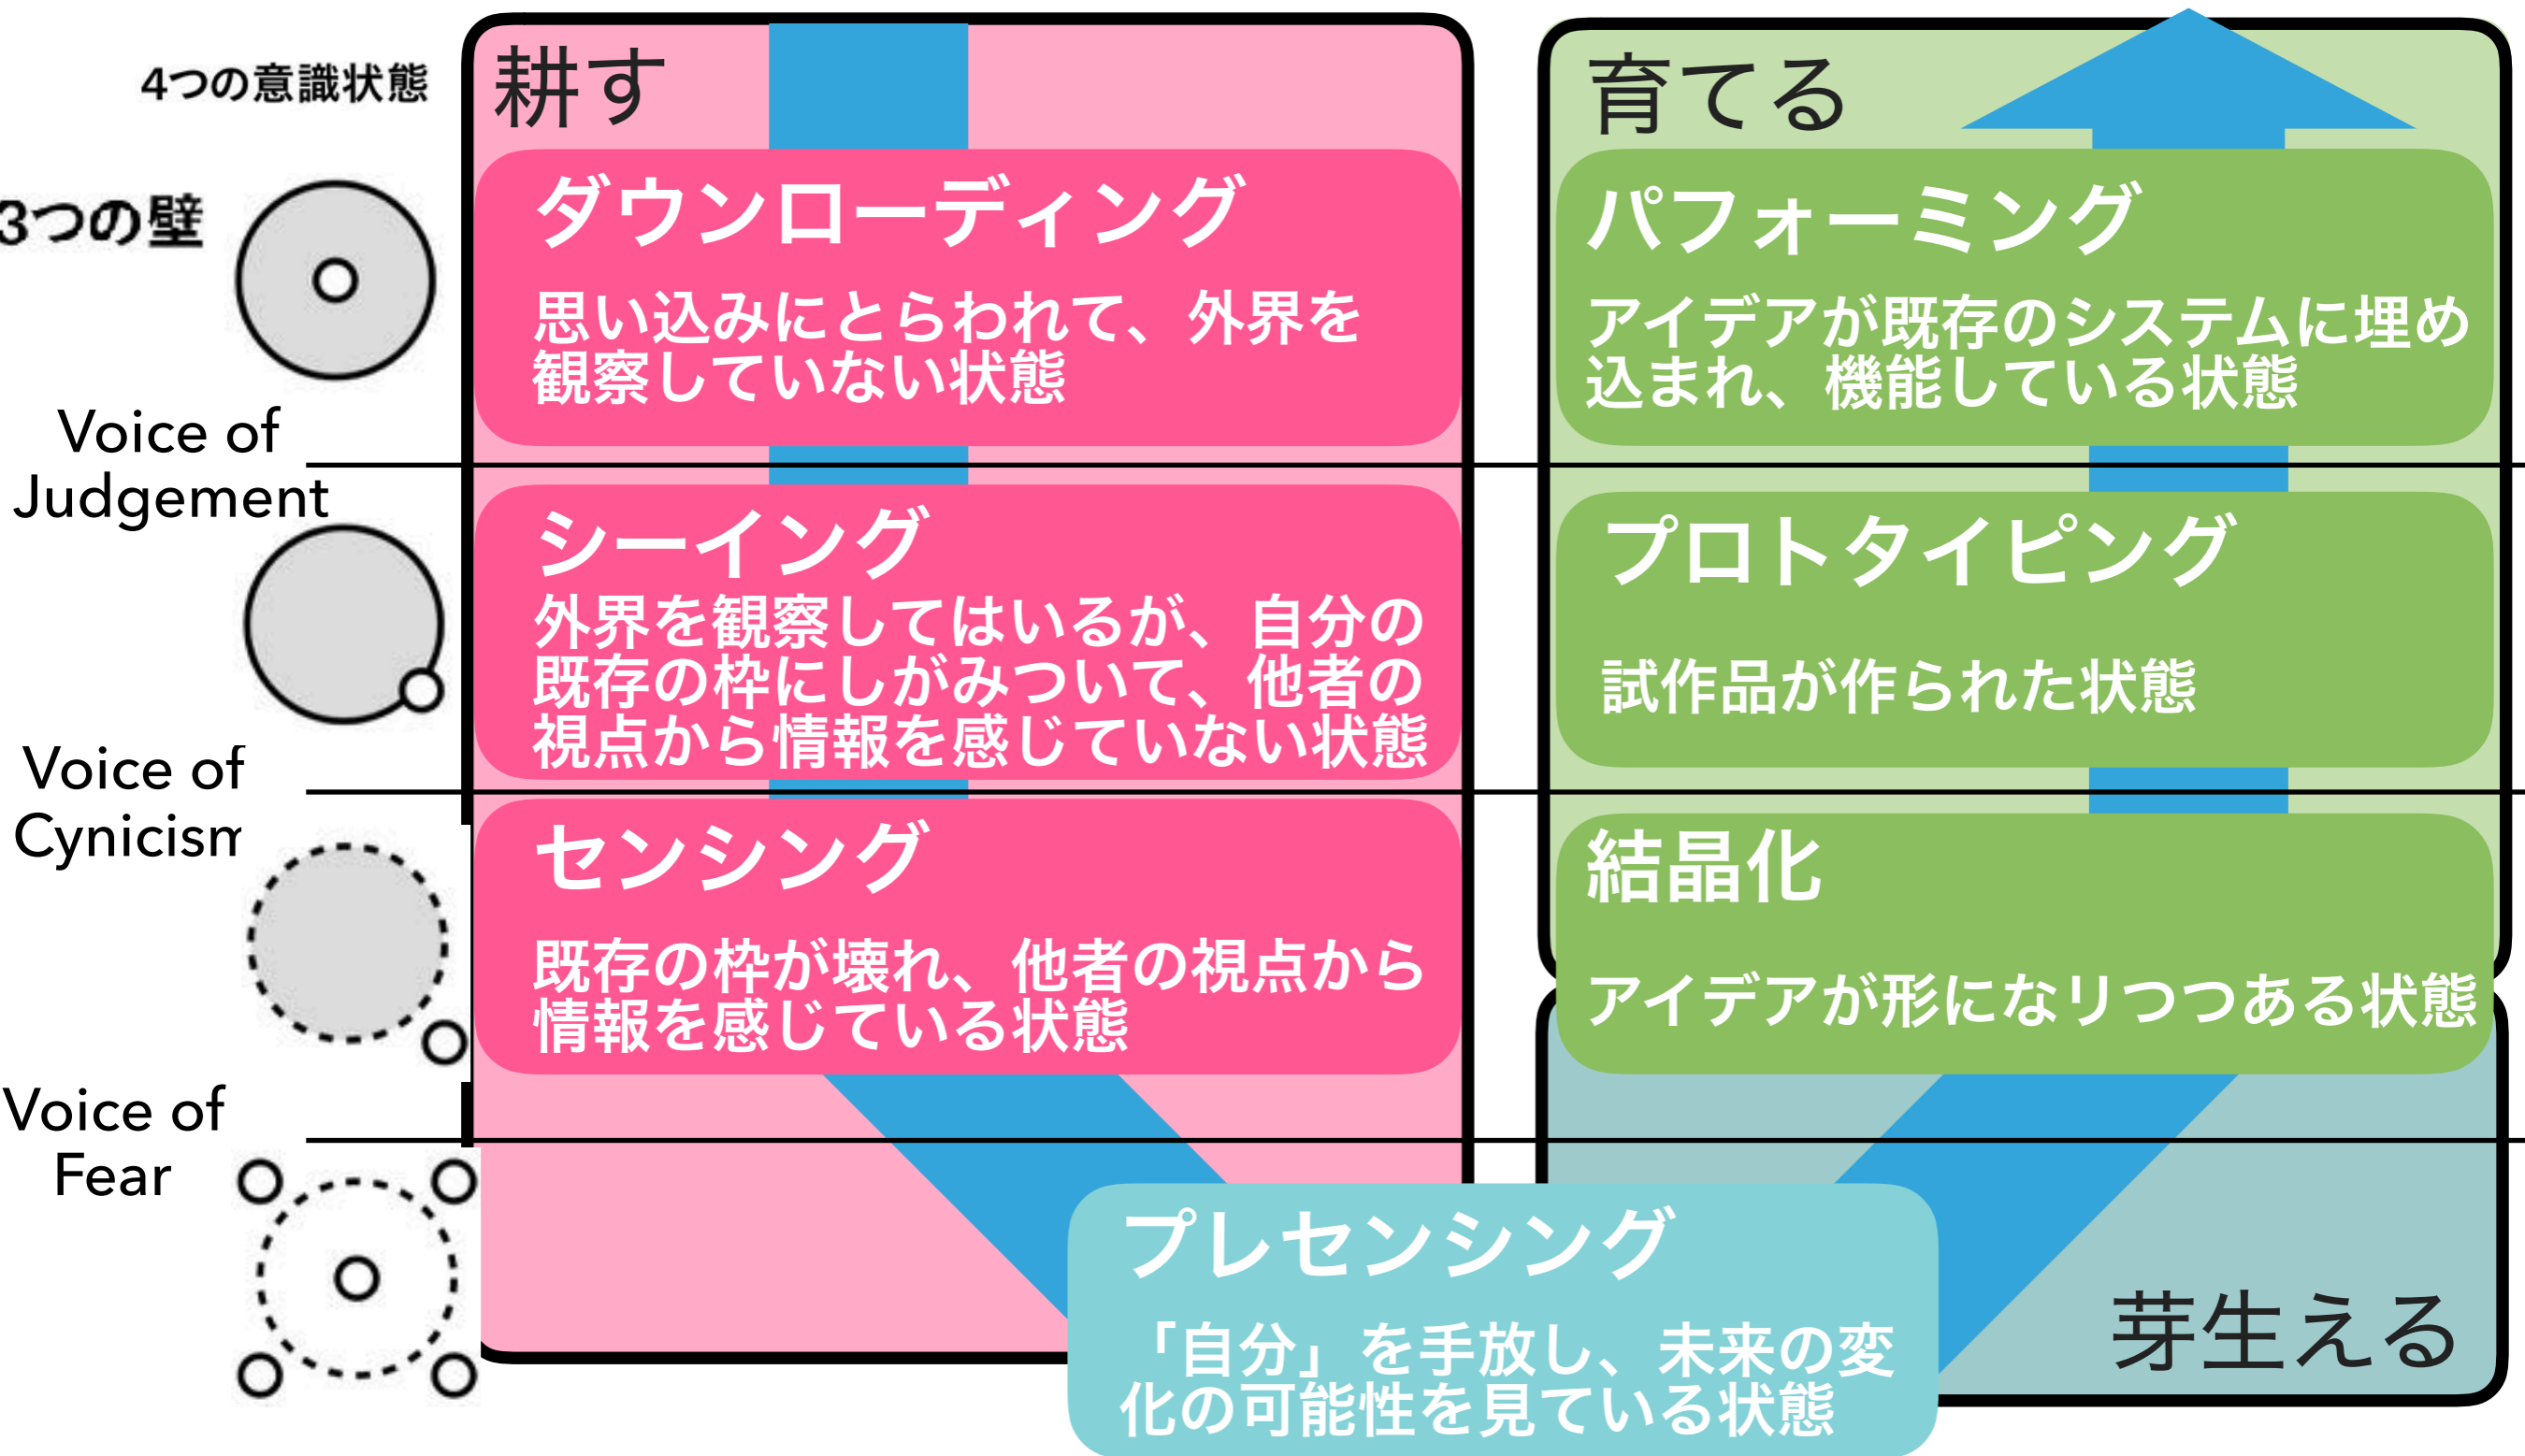 4つの意識状態
3つの壁
Voice of
Judgement
Voice of
Cynicism
Voice of
Fear
耕す
ダウンローディング
思い込みにとらわれて、外界を
観察していない状態
シーイング
外界を観察してはいるが、自分の
既存の枠にしがみついて、他者の
視点から情報を感じていない状態
センシング
既存の枠が壊れ、他者の視点から
情報を感じている状態
プレセンシング
「自分」を手放し、未来の変
化の可能性を見ている状態
育てる
パフォーミング
アイデアが既存のシステムに埋め
込まれ、機能している状態
プロトタイピング
試作品が作られた状態
結晶化
アイデアが形になりつつある状態
芽生える